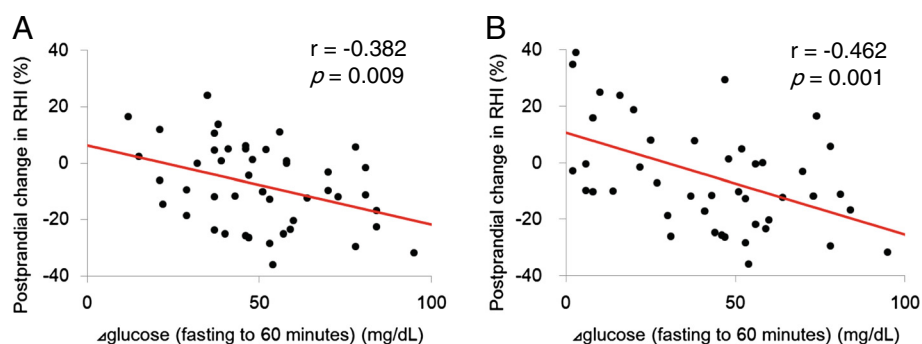 A
Postprandial change in RHI (%)
40
20
0
-20
-40
r = -0.382
p = 0.009
0
50
100
⊿glucose (fasting to 60 minutes) (mg/dL)
B
Postprandial change in RHI (%)
40
20
0
-20
-40
r = -0.462
p = 0.001
0
50
100
⊿glucose (fasting to 60 minutes) (mg/dL)